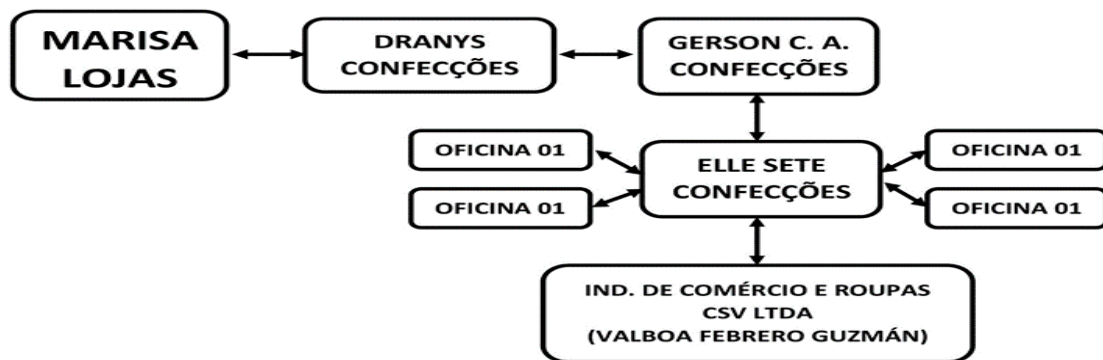 MARISA
LOJAS
DRANYS
CONFECÇÕES
GERSON C. A.
CONFECÇÕES
OFICINA 01
OFICINA 01
ELLE SETE
CONFECÇÕES
OFICINA 01
OFICINA 01
IND. DE COMÉRCIO E ROUPAS
CSV LTDA
(VALBOA FEBRERO GUZMÁN)